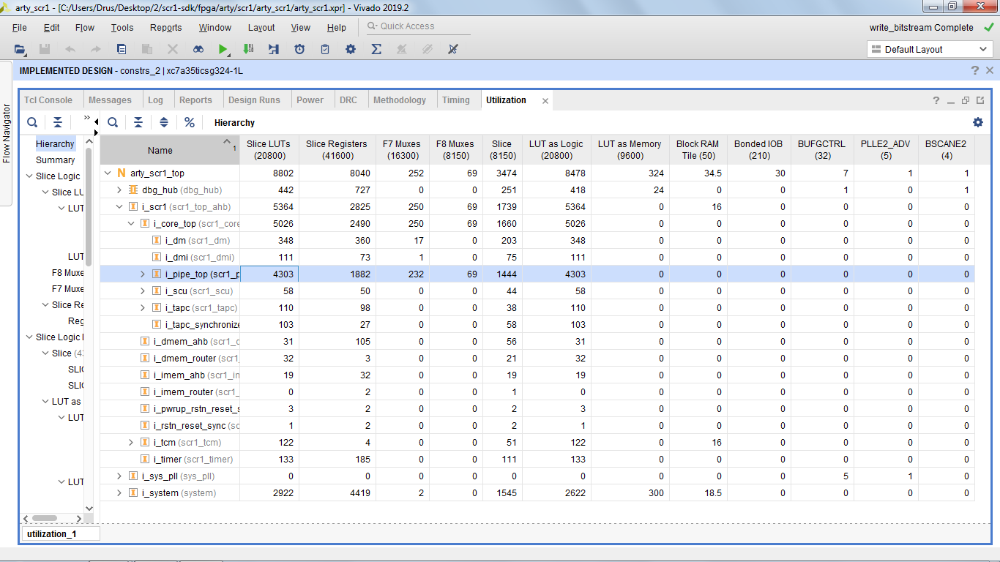 arty_scr1 - [C:/Users/Drus/Desktop/2/scr1-sdk/fpga/arty/scr1/arty_scr1/arty_scr1.xpr] - Vivado 2019.2
File Edit Flow Tools Reports Window Layout View Help Quick Access write_bitstream Complete
Default Layout
Flow Navigator
IMPLEMENTED DESIGN - constrs_2 | xc7a35ticsg324-1L
Tcl Console Messages Log Reports Design Runs Power DRC Methodology Timing Utilization
Hierarchy
Hierarchy
Summary
Slice Logic
Slice LU
LUT
LUT
F8 Muxe
F7 Muxe
Slice Re
Reg
Slice Logic I
Slice (43
SLIC
SLIC
LUT as
LUT
LUT
Name 1 Slice LUTs (20800) Slice Registers (41600) F7 Muxes (16300) F8 Muxes (8150) Slice (8150) LUT as Logic (20800) LUT as Memory (9600) Block RAM Tile (50) Bonded IOB (210) BUFGCTRL (32) PLLE2_ADV (5) BSCANE2 (4)
N arty_scr1_top 8802 8040 252 69 3474 8478 324 34.5 30 7 1 1
dbg_hub (dbg_hub) 442 727 0 0 251 418 24 0 0 1 0 1
i_scr1 (scr1_top_ahb) 5364 2825 250 69 1739 5364 0 16 0 0 0 0
i_core_top (scr1_core 5026 2490 250 69 1660 5026 0 0 0 0 0 0
i_dm (scr1_dm) 348 360 17 0 203 348 0 0 0 0 0 0
i_dmi (scr1_dmi) 111 73 1 0 75 111 0 0 0 0 0 0
i_pipe_top (scr1_p 4303 1882 232 69 1444 4303 0 0 0 0 0 0
i_scu (scr1_scu) 58 50 0 0 44 58 0 0 0 0 0 0
i_tapc (scr1_tapc) 110 98 0 0 38 110 0 0 0 0 0 0
i_tapc_synchronize 103 27 0 0 58 103 0 0 0 0 0 0
i_dmem_ahb (scr1_d 31 105 0 0 56 31 0 0 0 0 0 0
i_dmem_router (scr1_ 32 3 0 0 21 32 0 0 0 0 0 0
i_imem_ahb (scr1_im 19 32 0 0 19 19 0 0 0 0 0 0
i_imem_router (scr1_ 0 2 0 0 1 0 0 0 0 0 0 0
i_pwrup_rstn_reset_s 3 2 0 0 2 3 0 0 0 0 0 0
i_rstn_reset_sync (sc 1 2 0 0 2 1 0 0 0 0 0 0
i_tcm (scr1_tcm) 122 4 0 0 51 122 0 16 0 0 0 0
i_timer (scr1_timer) 133 185 0 0 111 133 0 0 0 0 0 0
i_sys_pll (sys_pll) 0 0 0 0 0 0 0 0 0 5 1 0
i_system (system) 2922 4419 2 0 1545 2622 300 18.5 0 0 0 0
utilization_1